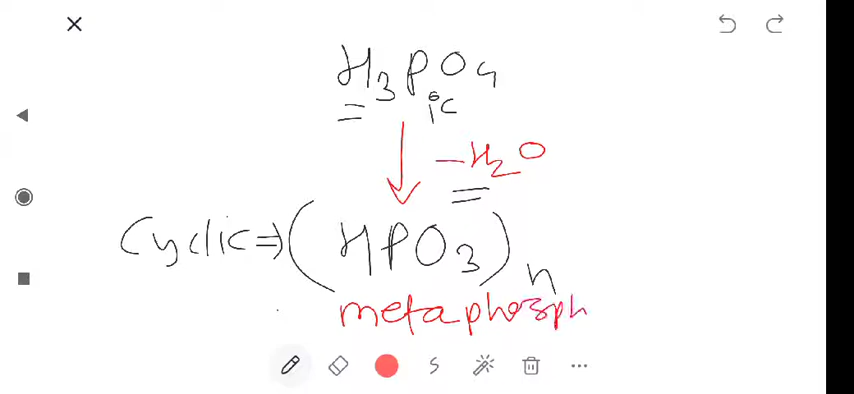 H3PO4
ic
-H2O
Cyclic ⇒ (HPO3)n
metaphosph